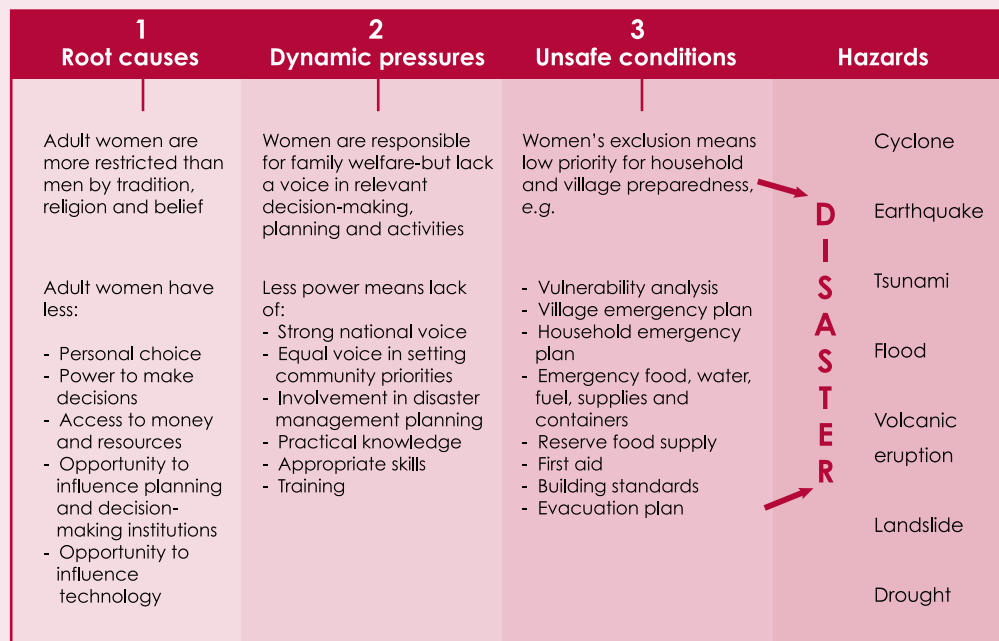 1
Root causes
2
Dynamic pressures
3
Unsafe conditions
Hazards
Adult women are
more restricted than
men by tradition,
religion and belief
Adult women have
less:
- Personal choice
- Power to make
decisions
- Access to money
and resources
- Opportunity to
influence planning
and decision-
making institutions
- Opportunity to
influence
technology
Women are responsible
for family welfare-but lack
a voice in relevant
decision-making,
planning and activities
Less power means lack
of:
- Strong national voice
- Equal voice in setting
community priorities
- Involvement in disaster
management planning
- Practical knowledge
- Appropriate skills
- Training
Women's exclusion means
low priority for household
and village preparedness,
e.g.
- Vulnerability analysis
- Village emergency plan
- Household emergency
plan
- Emergency food, water,
fuel, supplies and
containers
- Reserve food supply
- First aid
- Building standards
- Evacuation plan
DISASTER
Cyclone
Earthquake
Tsunami
Flood
Volcanic
eruption
Landslide
Drought